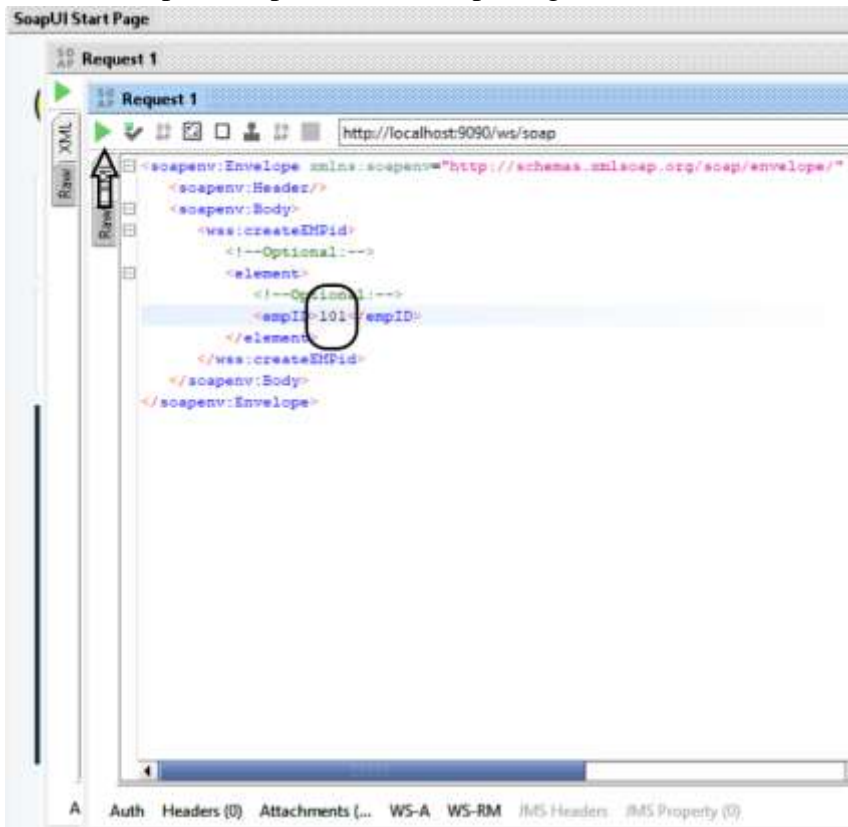 SoapUI Start Page
Request 1
Request 1
http://localhost:9090/ws/soap
XML
Raw
Raw
<soapenv:Envelope xmlns:soapenv="http://schemas.xmlsoap.org/soap/envelope/"
<soapenv:Header/>
<soapenv:Body>
<wss:createEMPid>
<!--Optional:-->
<element>
<!--Optional:-->
<empID>101</empID>
</element>
</wss:createEMPid>
</soapenv:Body>
</soapenv:Envelope>
A Auth Headers (0) Attachments (... WS-A WS-RM JMS Headers JMS Property (0)